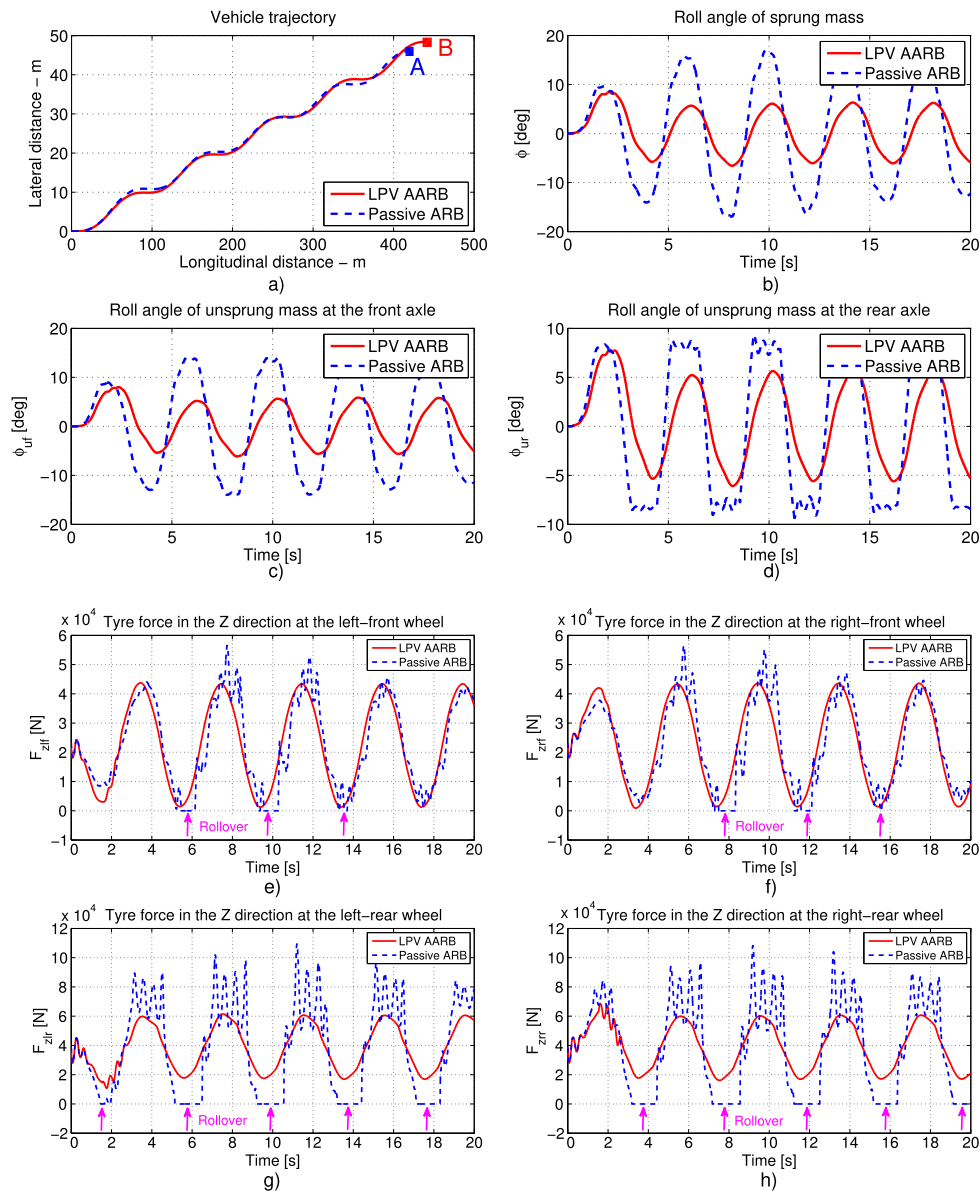 Vehicle trajectory
50
40
30
20
10
0
Lateral distance − m
B
A
LPV AARB
Passive ARB
0 100 200 300 400 500
Longitudinal distance − m
a)
Roll angle of sprung mass
20
10
0
−10
−20
ϕ [deg]
LPV AARB
Passive ARB
0 5 10 15 20
Time [s]
b)
Roll angle of unsprung mass at the front axle
20
10
0
−10
−20
ϕuf [deg]
LPV AARB
Passive ARB
0 5 10 15 20
Time [s]
c)
Roll angle of unsprung mass at the rear axle
10
5
0
−5
−10
ϕur [deg]
LPV AARB
Passive ARB
0 5 10 15 20
Time [s]
d)
x 10^4 Tyre force in the Z direction at the left−front wheel
6
5
4
3
2
1
0
−1
Fzlf [N]
LPV AARB
Passive ARB
Rollover
0 2 4 6 8 10 12 14 16 18 20
Time [s]
e)
x 10^4 Tyre force in the Z direction at the right−front wheel
6
5
4
3
2
1
0
−1
Fzrf [N]
LPV AARB
Passive ARB
Rollover
0 2 4 6 8 10 12 14 16 18 20
Time [s]
f)
x 10^4 Tyre force in the Z direction at the left−rear wheel
12
10
8
6
4
2
0
−2
Fzlr [N]
LPV AARB
Passive ARB
Rollover
0 2 4 6 8 10 12 14 16 18 20
Time [s]
g)
x 10^4 Tyre force in the Z direction at the right−rear wheel
12
10
8
6
4
2
0
−2
Fzrr [N]
LPV AARB
Passive ARB
Rollover
0 2 4 6 8 10 12 14 16 18 20
Time [s]
h)